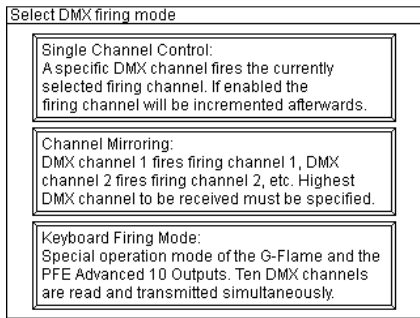 Select DMX firing mode
Single Channel Control:
A specific DMX channel fires the currently
selected firing channel. If enabled the
firing channel will be incremented afterwards.
Channel Mirroring:
DMX channel 1 fires firing channel 1, DMX
channel 2 fires firing channel 2, etc. Highest
DMX channel to be received must be specified.
Keyboard Firing Mode:
Special operation mode of the G-Flame and the
PFE Advanced 10 Outputs. Ten DMX channels
are read and transmitted simultaneously.